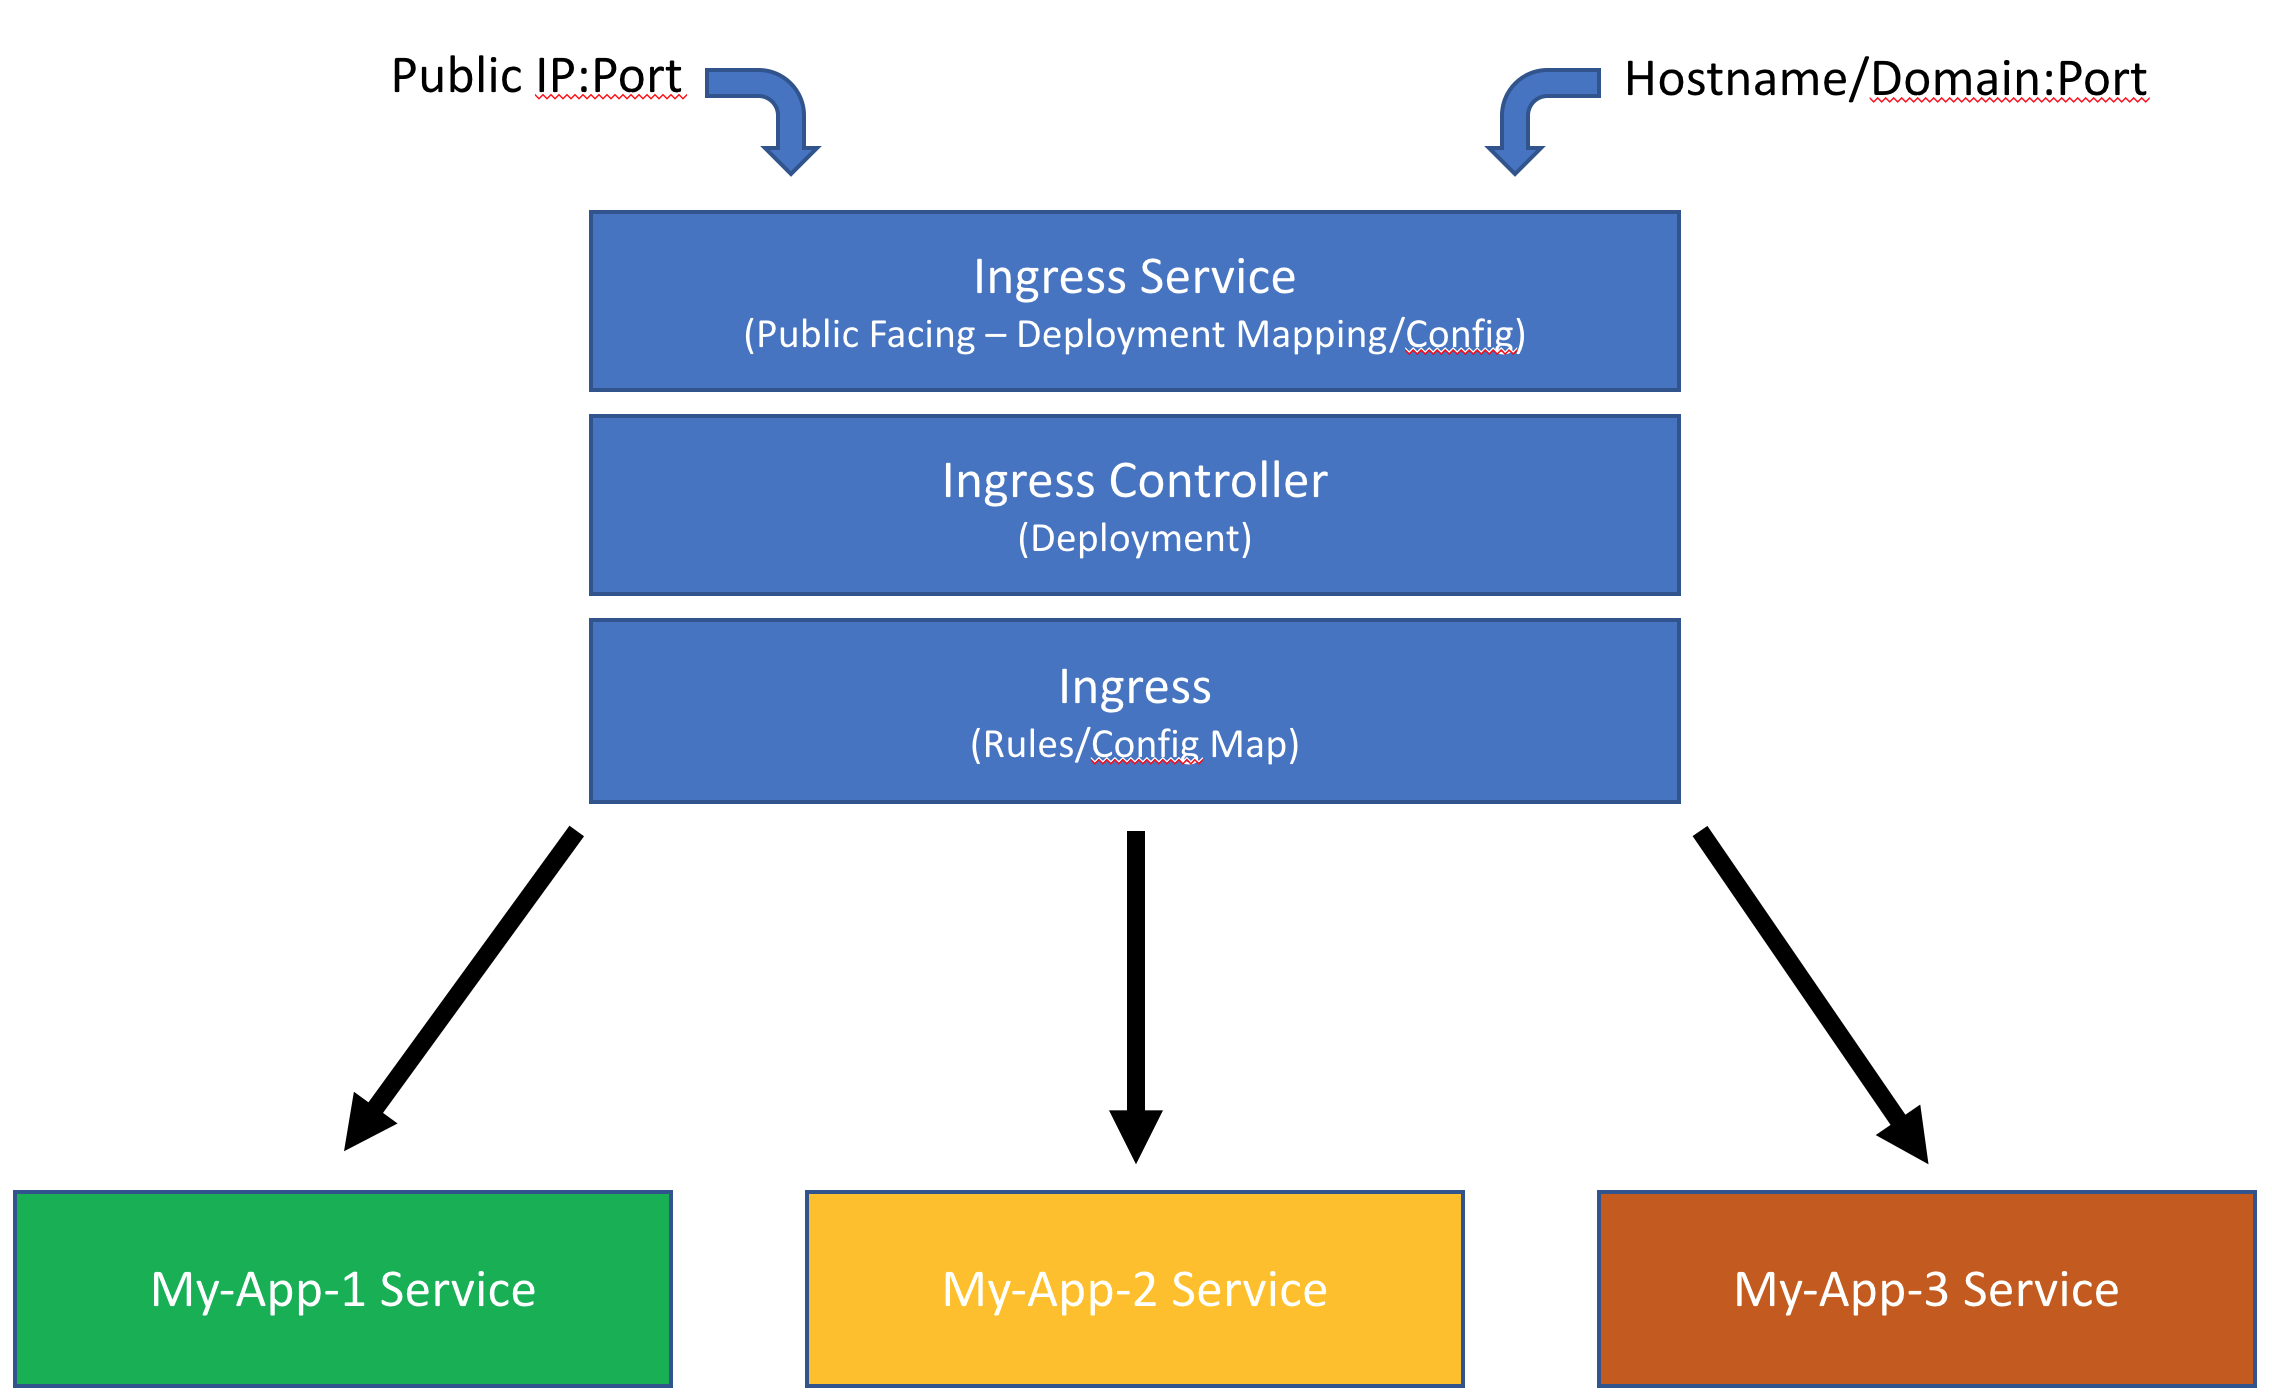 Public IP:Port
Hostname/Domain:Port
Ingress Service
(Public Facing – Deployment Mapping/Config)
Ingress Controller
(Deployment)
Ingress
(Rules/Config Map)
My-App-1 Service
My-App-2 Service
My-App-3 Service